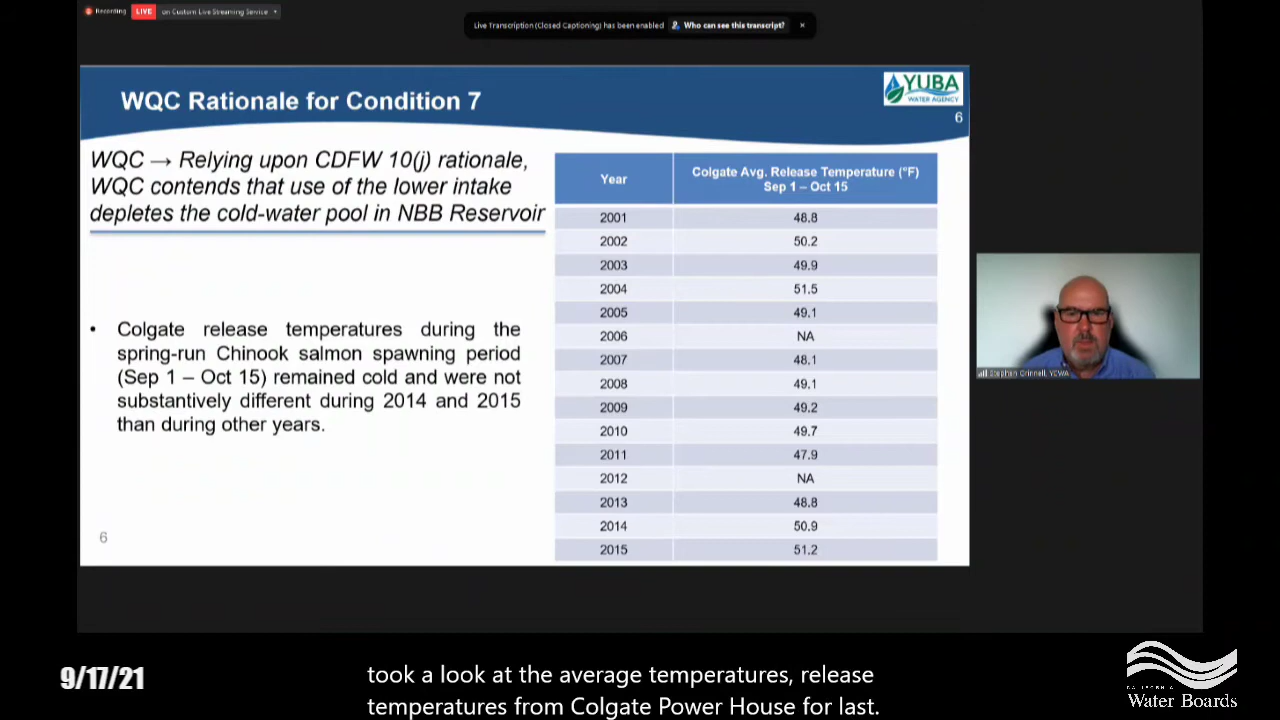 Recording LIVE on Custom Live Streaming Service
Live Transcription (Closed Captioning) has been enabled Who can see this transcript? ×
WQC Rationale for Condition 7
YUBA
WATER AGENCY
6
WQC → Relying upon CDFW 10(j) rationale,
WQC contends that use of the lower intake
depletes the cold-water pool in NBB Reservoir
• Colgate release temperatures during the
spring-run Chinook salmon spawning period
(Sep 1 – Oct 15) remained cold and were not
substantively different during 2014 and 2015
than during other years.
6
Year Colgate Avg. Release Temperature (°F)
Sep 1 – Oct 15
2001 48.8
2002 50.2
2003 49.9
2004 51.5
2005 49.1
2006 NA
2007 48.1
2008 49.1
2009 49.2
2010 49.7
2011 47.9
2012 NA
2013 48.8
2014 50.9
2015 51.2
Stephen Grinnell, YCWA
9/17/21
took a look at the average temperatures, release
temperatures from Colgate Power House for last.
CALIFORNIA
Water Boards